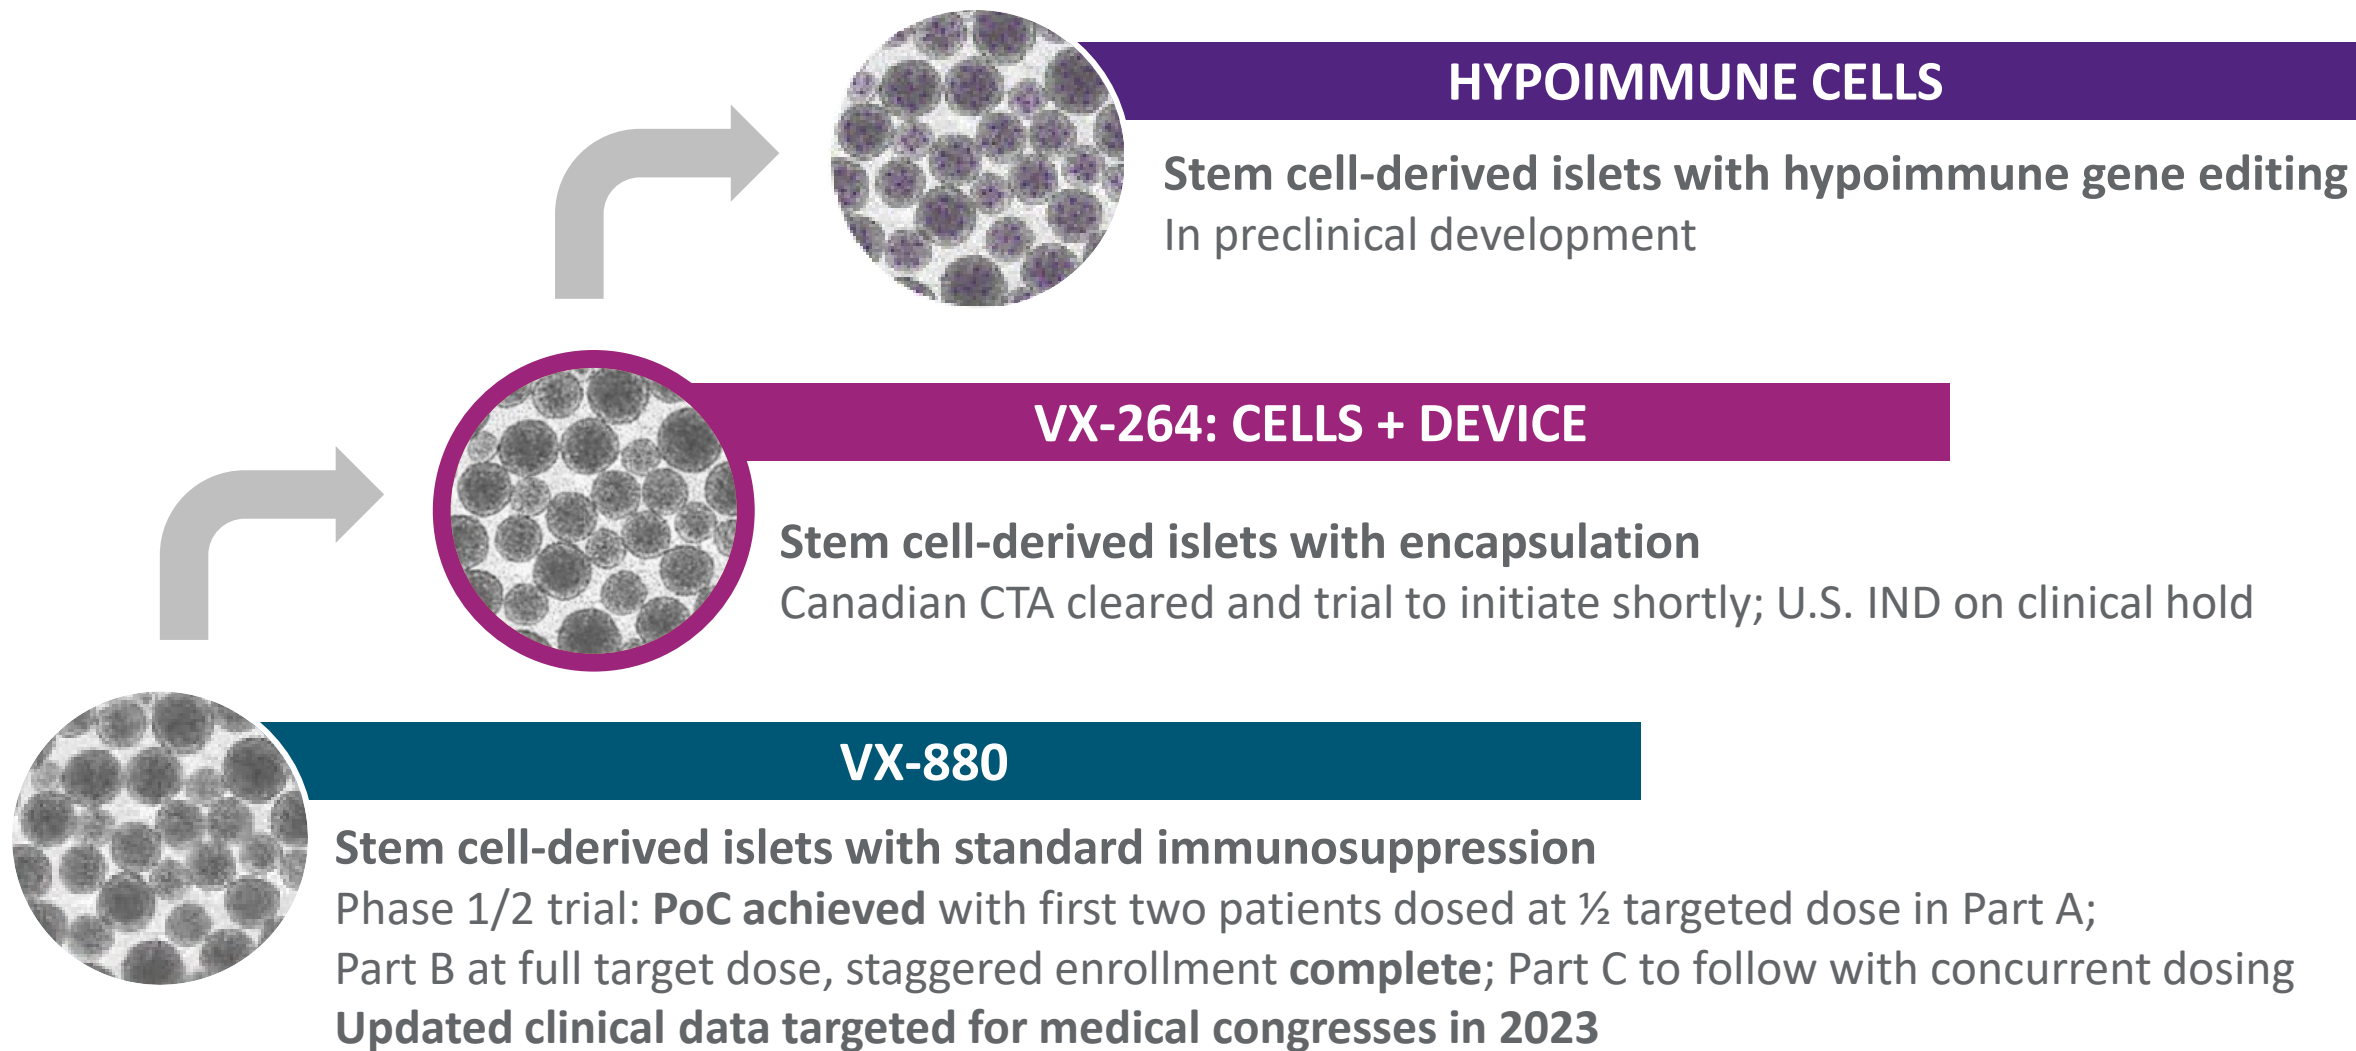 HYPOIMMUNE CELLS
Stem cell-derived islets with hypoimmune gene editing
In preclinical development
VX-264: CELLS + DEVICE
Stem cell-derived islets with encapsulation
Canadian CTA cleared and trial to initiate shortly; U.S. IND on clinical hold
VX-880
Stem cell-derived islets with standard immunosuppression
Phase 1/2 trial: PoC achieved with first two patients dosed at ½ targeted dose in Part A;
Part B at full target dose, staggered enrollment complete; Part C to follow with concurrent dosing
Updated clinical data targeted for medical congresses in 2023